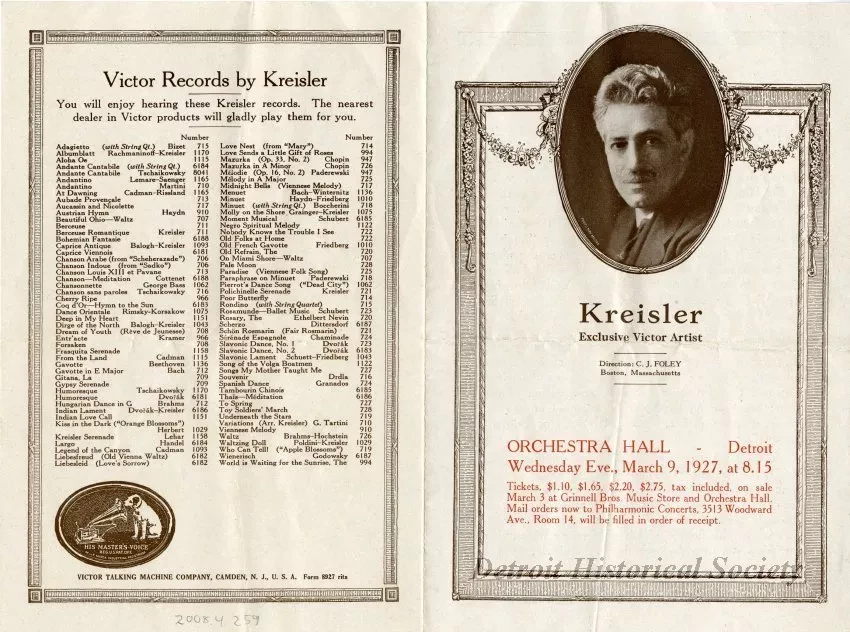 Victor Records by Kreisler
You will enjoy hearing these Kreisler records. The nearest
dealer in Victor products will gladly play them for you.
Number
Adagietto (with String Qt.) Bizet 715
Albumblatt Rachmaninoff—Kreisler 1170
Aloha Oe 1115
Andante Cantabile (with String Qt.) 6184
Andante Cantabile Tschaikowsky 8041
Andantino Lemare-Saenger 1165
Andantino Martini 710
At Dawning Cadman-Rissland 1165
Aubade Provençale 713
Aucassin and Nicolette 717
Austrian Hymn Haydn 910
Beautiful Ohio—Waltz 707
Berceuse 711
Berceuse Romantique Kreisler 711
Bohemian Fantasie 6188
Caprice Antique Balogh-Kreisler 1093
Caprice Viennois 6181
Chanson Arabe (from "Scheherazade") 706
Chanson Indoue (from "Sadko") 706
Chanson Louis XIII et Pavane 713
Chanson—Meditation Cottenet 6188
Chansonnette George Bass 1062
Chanson sans paroles Tschaikowsky 716
Cherry Ripe 966
Coq d'Or—Hymn to the Sun 6183
Dance Orientale Rimsky-Korsakow 1075
Deep in My Heart 1151
Dirge of the North Balogh-Kreisler 1043
Dream of Youth (Rêve de Jeunesse) 708
Entr'acte Kramer 966
Forsaken 708
Frasquita Serenade 1158
From the Land Cadman 1115
Gavotte Beethoven 1136
Gavotte in E Major Bach 712
Gitana, La 709
Gypsy Serenade 709
Humoresque Tschaikowsky 1170
Humoresque Dvořák 6181
Hungarian Dance in G Brahms 712
Indian Lament Dvořák—Kreisler 6186
Indian Love Call 1151
Kiss in the Dark ("Orange Blossoms")
Herbert 1029
Kreisler Serenade Lehar 1158
Largo Handel 6184
Legend of the Canyon Cadman 1093
Liebesfreud (Old Vienna Waltz) 6182
Liebesleid (Love's Sorrow) 6182
Number
Love Nest (from "Mary") 714
Love Sends a Little Gift of Roses 994
Mazurka (Op. 33, No. 2) Chopin 947
Mazurka in A Minor Chopin 726
Mélodie (Op. 16, No. 2) Paderewski 947
Melody in A Major 725
Midnight Bells (Viennese Melody) 717
Menuet Bach—Winternitz 1136
Minuet Haydn—Friedberg 1010
Minuet (with String Qt.) Boccherini 718
Molly on the Shore Grainger—Kreisler 1075
Moment Musical Schubert 6185
Negro Spiritual Melody 1122
Nobody Knows the Trouble I See 722
Old Folks at Home 722
Old French Gavotte Friedberg 1010
Old Refrain, The 720
On Miami Shore—Waltz 707
Pale Moon 728
Paradise (Viennese Folk Song) 725
Paraphrase on Minuet Paderewski 718
Pierrot's Dance Song ("Dead City") 1062
Polichinelle Serenade Kreisler 721
Poor Butterfly 714
Rondino (with String Quartet) 715
Rosamunde—Ballet Music Schubert 723
Rosary, The Ethelbert Nevin 720
Scherzo Dittersdorf 6187
Schön Rosmarin (Fair Rosmarin) 721
Sérénade Espagnole Chaminade 724
Slavonic Dance, No. 1 Dvořák 723
Slavonic Dance, No. 2 Dvořák 6183
Slavonic Lament Schuett—Friedberg 1043
Song of the Volga Boatmen 1122
Songs My Mother Taught Me 727
Souvenir Drdla 716
Spanish Dance Granados 724
Tambourin Chinois 6185
Thaïs—Meditation 6186
To Spring 727
Toy Soldiers' March 728
Underneath the Stars 719
Variations (Arr. Kreisler) G. Tartini 710
Viennese Melody 910
Waltz Brahms-Hochstein 726
Waltzing Doll Poldini-Kreisler 1029
Who Can Tell! ("Apple Blossoms") 719
Wienerisch Godowsky 6187
World is Waiting for the Sunrise, The 994
HIS MASTER'S VOICE
VICTOR TALKING MACHINE COMPANY, CAMDEN, N. J., U. S. A. Form 8927 rita
2008.4 259
Kreisler
Exclusive Victor Artist
Direction: C. J. FOLEY
Boston, Massachusetts
ORCHESTRA HALL - Detroit
Wednesday Eve., March 9, 1927, at 8.15
Tickets, $1.10, $1.65, $2.20, $2.75, tax included, on sale
March 3 at Grinnell Bros. Music Store and Orchestra Hall.
Mail orders now to Philharmonic Concerts, 3513 Woodward
Ave., Room 14, will be filled in order of receipt.
Detroit Historical Society